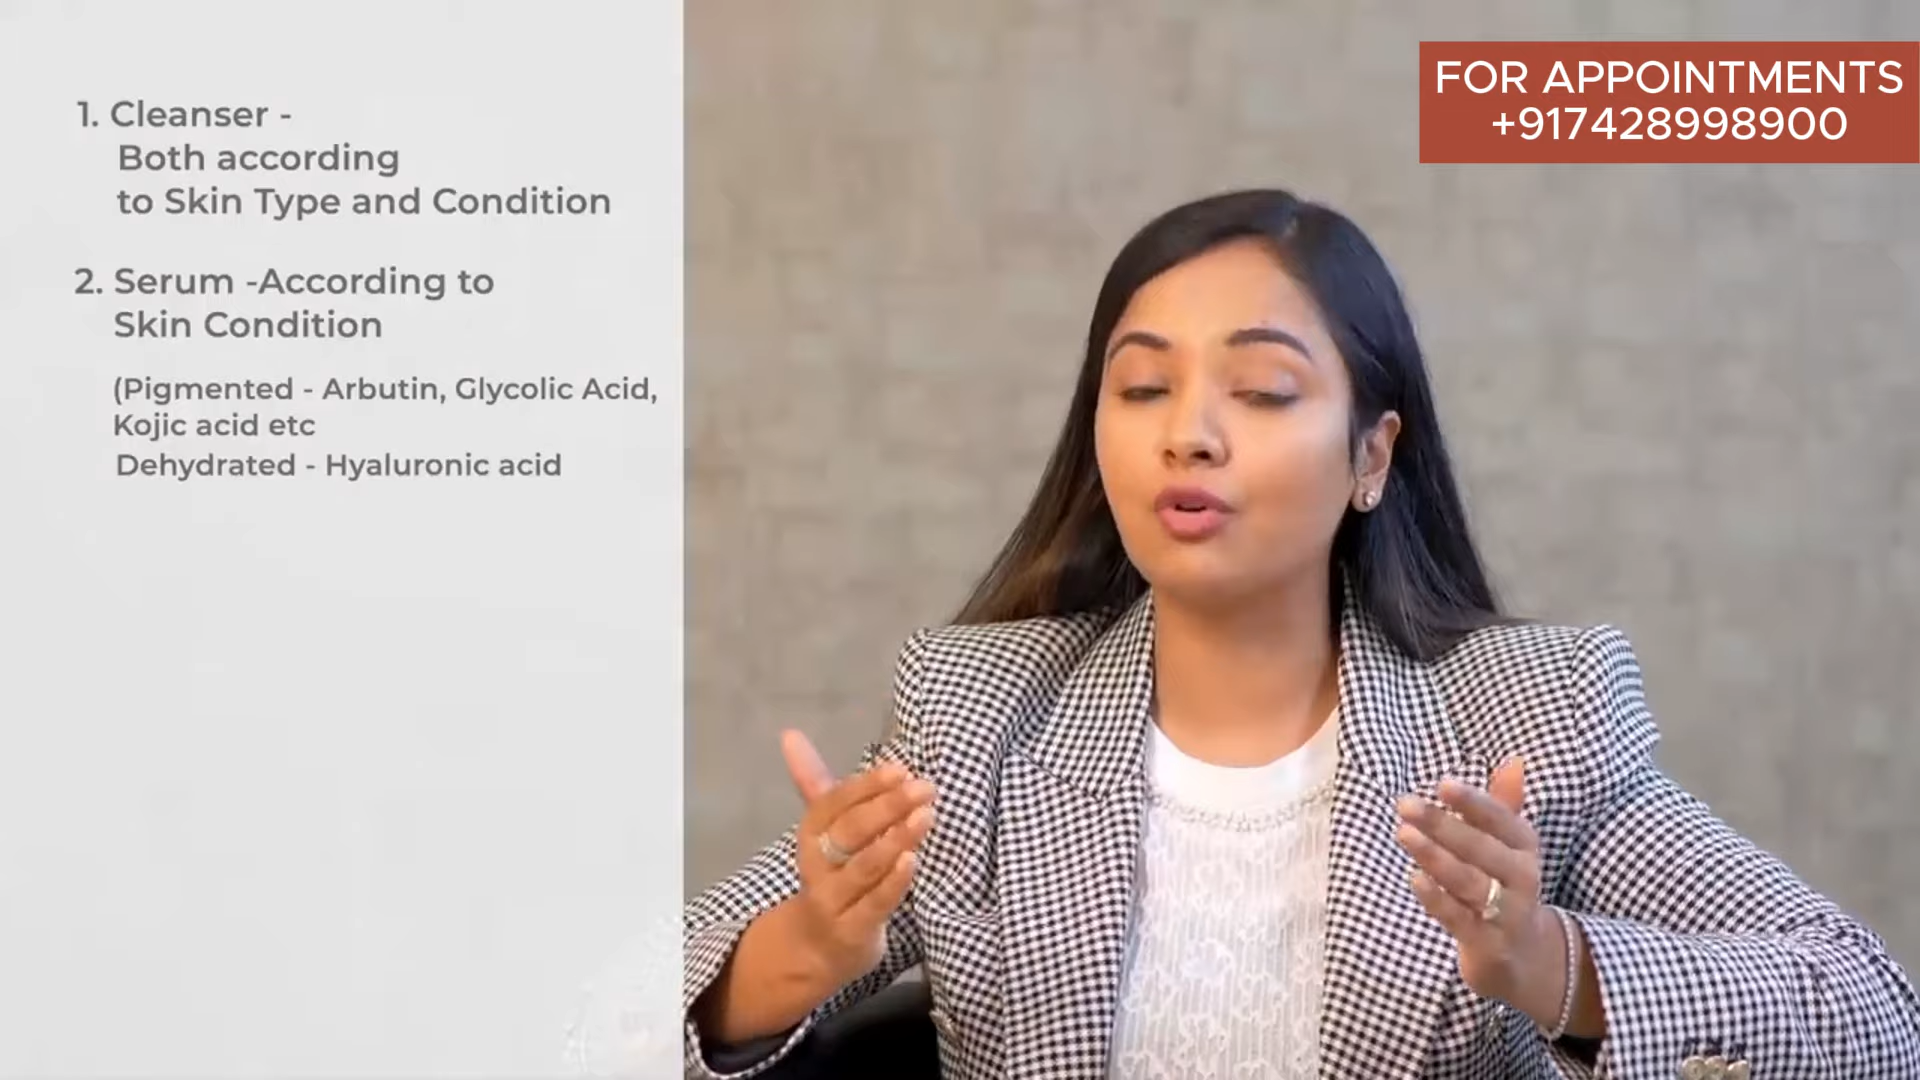 1. Cleanser -
Both according
to Skin Type and Condition
2. Serum -According to
Skin Condition
(Pigmented - Arbutin, Glycolic Acid,
Kojic acid etc
Dehydrated - Hyaluronic acid
FOR APPOINTMENTS
+917428998900